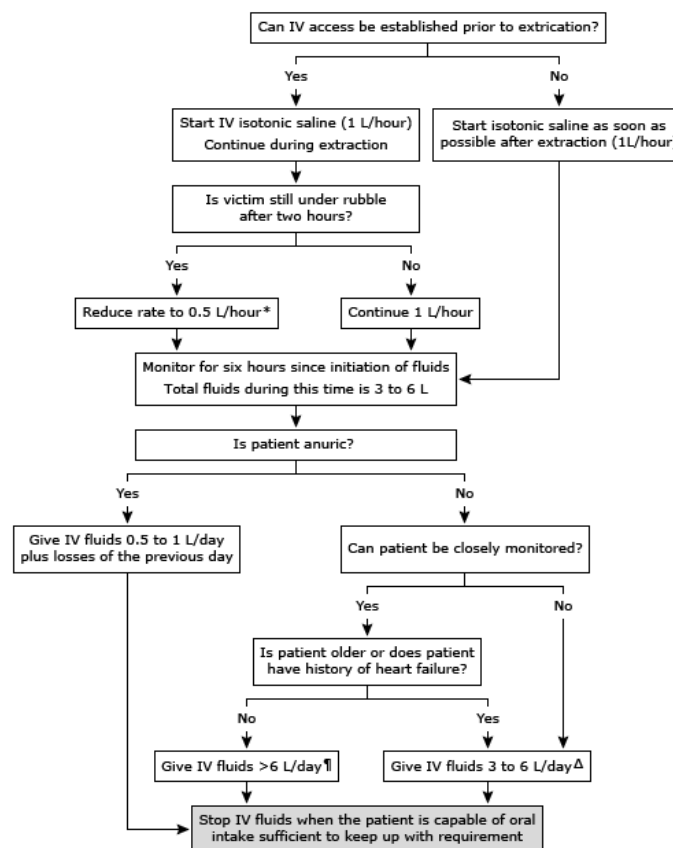 Can IV access be established prior to extrication?
Yes
No
Start IV isotonic saline (1 L/hour)
Continue during extraction
Start isotonic saline as soon as
possible after extraction (1L/hour)
Is victim still under rubble
after two hours?
Yes
No
Reduce rate to 0.5 L/hour*
Continue 1 L/hour
Monitor for six hours since initiation of fluids
Total fluids during this time is 3 to 6 L
Is patient anuric?
Yes
No
Give IV fluids 0.5 to 1 L/day
plus losses of the previous day
Can patient be closely monitored?
Yes
No
Is patient older or does patient
have history of heart failure?
No
Yes
Give IV fluids >6 L/day¶
Give IV fluids 3 to 6 L/dayΔ
Stop IV fluids when the patient is capable of oral
intake sufficient to keep up with requirement